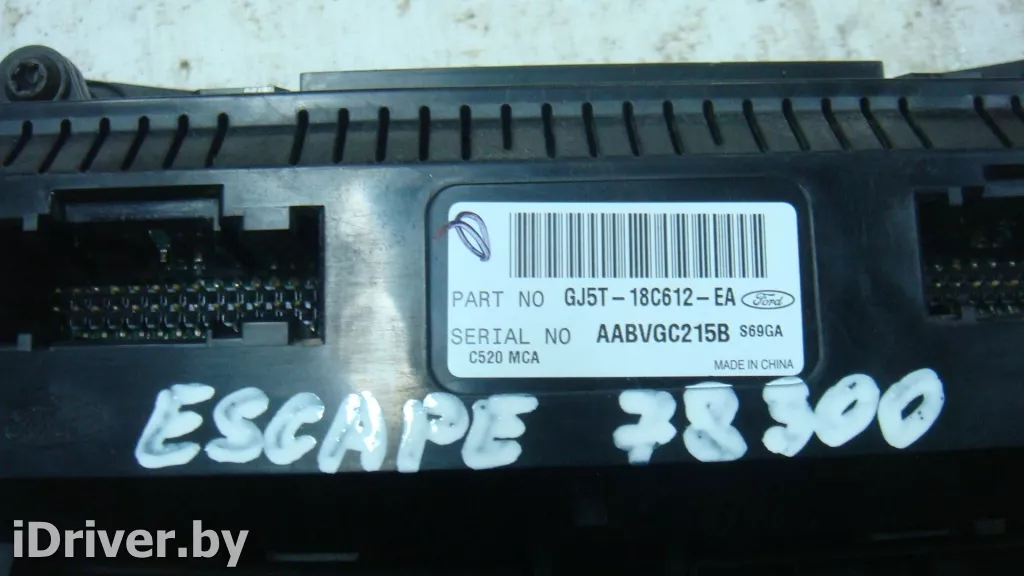 PART NO GJ5T-18C612-EA Ford
SERIAL NO AABVGC215B S69GA
C520 MCA
MADE IN CHINA
ESCAPE 78300
iDriver.by